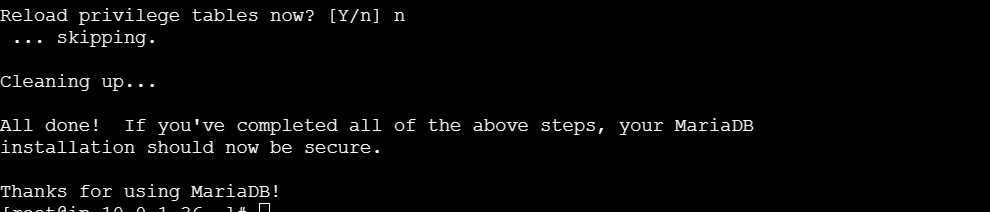 Reload privilege tables now? [Y/n] n
 ... skipping.
Cleaning up...
All done!  If you've completed all of the above steps, your MariaDB
installation should now be secure.
Thanks for using MariaDB!
[root@ip-10-0-1-36 ~]#